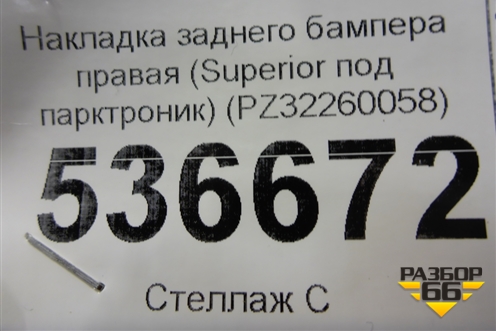 Накладка заднего бампера
правая (Superior под
парктроник) (PZ32260058)
536672
Стеллаж С
РАЗБОР
66